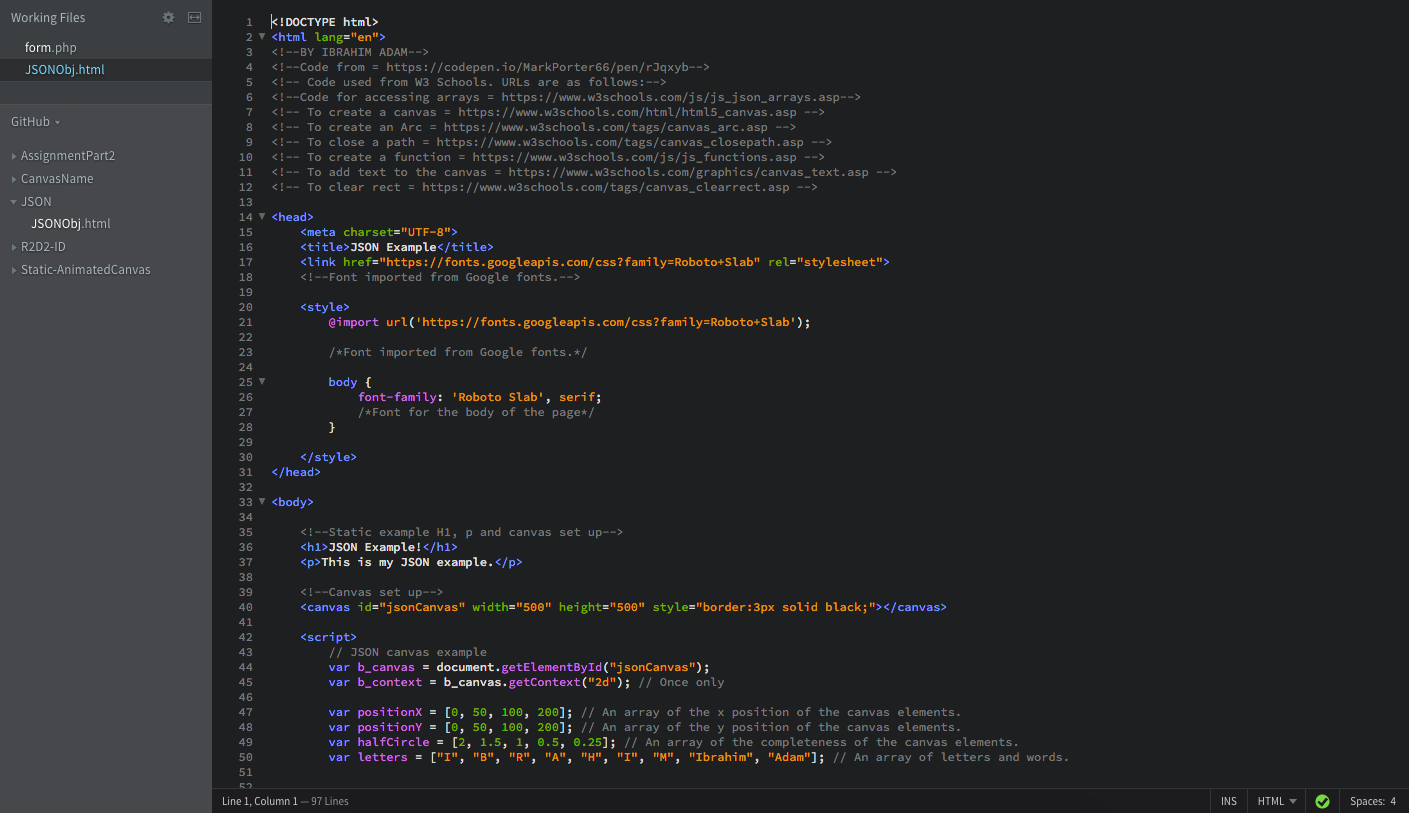 Working Files
form.php
JSONObj.html
GitHub
AssignmentPart2
CanvasName
JSON
JSONObj.html
R2D2-ID
Static-AnimatedCanvas
1 <!DOCTYPE html>
2 <html lang="en">
3 <!--BY IBRAHIM ADAM-->
4 <!--Code from = https://codepen.io/MarkPorter66/pen/rJqxyb-->
5 <!-- Code used from W3 Schools. URLs are as follows:-->
6 <!--Code for accessing arrays = https://www.w3schools.com/js/js_json_arrays.asp-->
7 <!-- To create a canvas = https://www.w3schools.com/html/html5_canvas.asp -->
8 <!-- To create an Arc = https://www.w3schools.com/tags/canvas_arc.asp -->
9 <!-- To close a path = https://www.w3schools.com/tags/canvas_closepath.asp -->
10 <!-- To create a function = https://www.w3schools.com/js/js_functions.asp -->
11 <!-- To add text to the canvas = https://www.w3schools.com/graphics/canvas_text.asp -->
12 <!-- To clear rect = https://www.w3schools.com/tags/canvas_clearrect.asp -->
13
14 <head>
15 <meta charset="UTF-8">
16 <title>JSON Example</title>
17 <link href="https://fonts.googleapis.com/css?family=Roboto+Slab" rel="stylesheet">
18 <!--Font imported from Google fonts.-->
19
20 <style>
21 @import url('https://fonts.googleapis.com/css?family=Roboto+Slab');
22
23 /*Font imported from Google fonts.*/
24
25 body {
26 font-family: 'Roboto Slab', serif;
27 /*Font for the body of the page*/
28 }
29
30 </style>
31 </head>
32
33 <body>
34
35 <!--Static example H1, p and canvas set up-->
36 <h1>JSON Example!</h1>
37 <p>This is my JSON example.</p>
38
39 <!--Canvas set up-->
40 <canvas id="jsonCanvas" width="500" height="500" style="border:3px solid black;"></canvas>
41
42 <script>
43 // JSON canvas example
44 var b_canvas = document.getElementById("jsonCanvas");
45 var b_context = b_canvas.getContext("2d"); // Once only
46
47 var positionX = [0, 50, 100, 200]; // An array of the x position of the canvas elements.
48 var positionY = [0, 50, 100, 200]; // An array of the y position of the canvas elements.
49 var halfCircle = [2, 1.5, 1, 0.5, 0.25]; // An array of the completeness of the canvas elements.
50 var letters = ["I", "B", "R", "A", "H", "I", "M", "Ibrahim", "Adam"]; // An array of letters and words.
51
52
Line 1, Column 1 — 97 Lines
INS
HTML
Spaces: 4